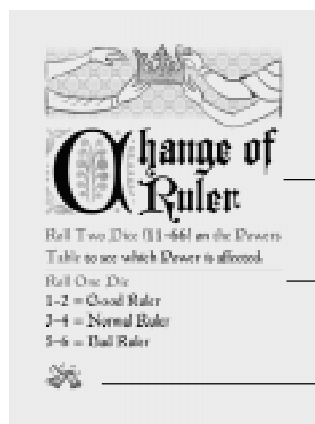 Change of
Ruler
Roll Two Dice (11-66) on the Powers
Table to see which Power is affected.
Roll One Die
1-2 = Good Ruler
3-4 = Normal Ruler
5-6 = Bad Ruler